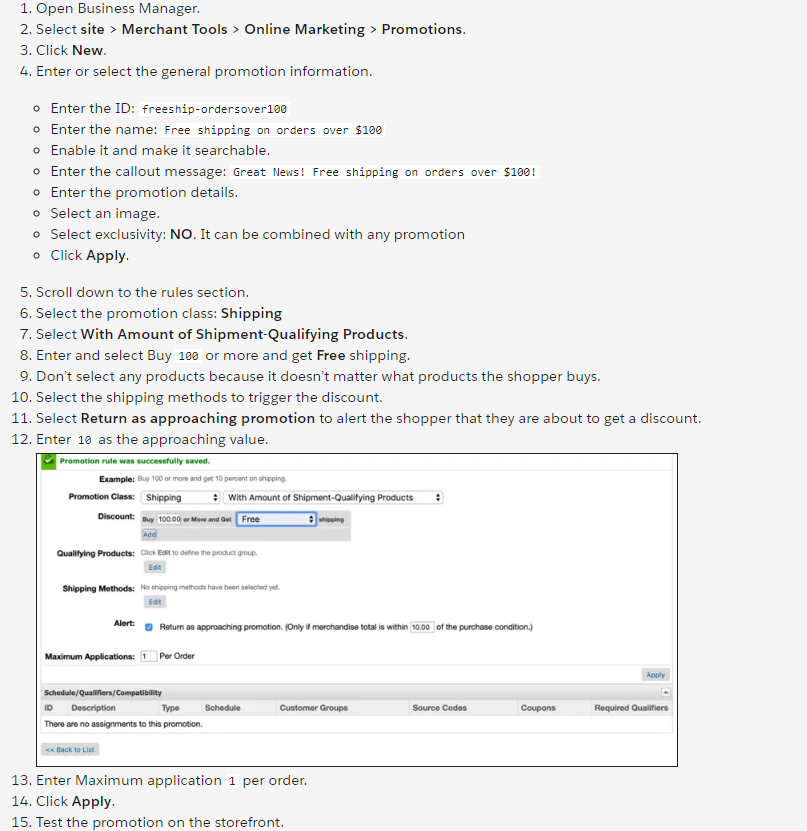 1. Open Business Manager.
2. Select site > Merchant Tools > Online Marketing > Promotions.
3. Click New.
4. Enter or select the general promotion information.
Enter the ID: freeship-ordersover100
Enter the name: Free shipping on orders over $100
Enable it and make it searchable.
Enter the callout message: Great News! Free shipping on orders over $100!
Enter the promotion details.
Select an image.
Select exclusivity: NO. It can be combined with any promotion
Click Apply.
5. Scroll down to the rules section.
6. Select the promotion class: Shipping
7. Select With Amount of Shipment-Qualifying Products.
8. Enter and select Buy 100 or more and get Free shipping.
9. Don't select any products because it doesn't matter what products the shopper buys.
10. Select the shipping methods to trigger the discount.
11. Select Return as approaching promotion to alert the shopper that they are about to get a discount.
12. Enter 10 as the approaching value.
Promotion rule was successfully saved.
Example: Buy 100 or more and get 10 percent on shipping.
Promotion Class: Shipping With Amount of Shipment-Qualifying Products
Discount: Buy 100.00 or More and Get Free shipping
Add
Qualifying Products: Click Edit to define the product group.
Edit
Shipping Methods: No shipping methods have been selected yet.
Edit
Alert: Return as approaching promotion. (Only if merchandise total is within 10.00 of the purchase condition.)
Maximum Applications: 1 Per Order
Apply
Schedule/Qualifiers/Compatibility
ID Description Type Schedule Customer Groups Source Codes Coupons Required Qualifiers
There are no assignments to this promotion.
<< Back to List
13. Enter Maximum application 1 per order.
14. Click Apply.
15. Test the promotion on the storefront.